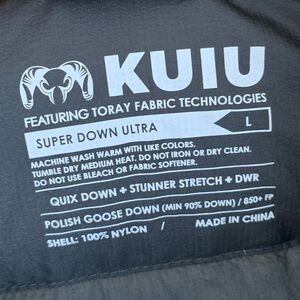 KUIU
FEATURING TORAY FABRIC TECHNOLOGIES
SUPER DOWN ULTRA L
MACHINE WASH WARM WITH LIKE COLORS.
TUMBLE DRY MEDIUM HEAT. DO NOT IRON OR DRY CLEAN.
DO NOT USE BLEACH OR FABRIC SOFTENER.
QUIX DOWN + STUNNER STRETCH + DWR
POLISH GOOSE DOWN (MIN 90% DOWN) / 850+ FP
SHELL: 100% NYLON / MADE IN CHINA